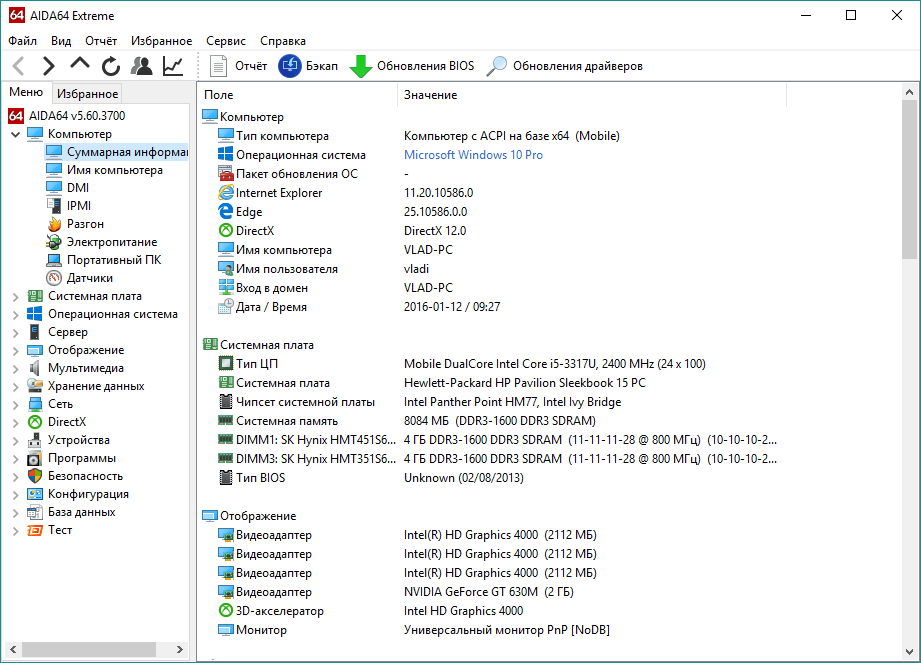 64 AIDA64 Extreme
Файл Вид Отчёт Избранное Сервис Справка
Отчёт Бэкап Обновления BIOS Обновления драйверов
Меню Избранное
64 AIDA64 v5.60.3700
Компьютер
Суммарная информа
Имя компьютера
DMI
IPMI
Разгон
Электропитание
Портативный ПК
Датчики
Системная плата
Операционная система
Сервер
Отображение
Мультимедиа
Хранение данных
Сеть
DirectX
Устройства
Программы
Безопасность
Конфигурация
База данных
Тест
Поле Значение
Компьютер
Тип компьютера Компьютер с ACPI на базе x64 (Mobile)
Операционная система Microsoft Windows 10 Pro
Пакет обновления ОС -
Internet Explorer 11.20.10586.0
Edge 25.10586.0.0
DirectX DirectX 12.0
Имя компьютера VLAD-PC
Имя пользователя vladi
Вход в домен VLAD-PC
Дата / Время 2016-01-12 / 09:27
Системная плата
Тип ЦП Mobile DualCore Intel Core i5-3317U, 2400 MHz (24 x 100)
Системная плата Hewlett-Packard HP Pavilion Sleekbook 15 PC
Чипсет системной платы Intel Panther Point HM77, Intel Ivy Bridge
Системная память 8084 МБ (DDR3-1600 DDR3 SDRAM)
DIMM1: SK Hynix HMT451S6... 4 ГБ DDR3-1600 DDR3 SDRAM (11-11-11-28 @ 800 МГц) (10-10-10-2...
DIMM3: SK Hynix HMT351S6... 4 ГБ DDR3-1600 DDR3 SDRAM (11-11-11-28 @ 800 МГц) (10-10-10-2...
Тип BIOS Unknown (02/08/2013)
Отображение
Видеоадаптер Intel(R) HD Graphics 4000 (2112 МБ)
Видеоадаптер Intel(R) HD Graphics 4000 (2112 МБ)
Видеоадаптер Intel(R) HD Graphics 4000 (2112 МБ)
Видеоадаптер NVIDIA GeForce GT 630M (2 ГБ)
3D-акселератор Intel HD Graphics 4000
Монитор Универсальный монитор PnP [NoDB]